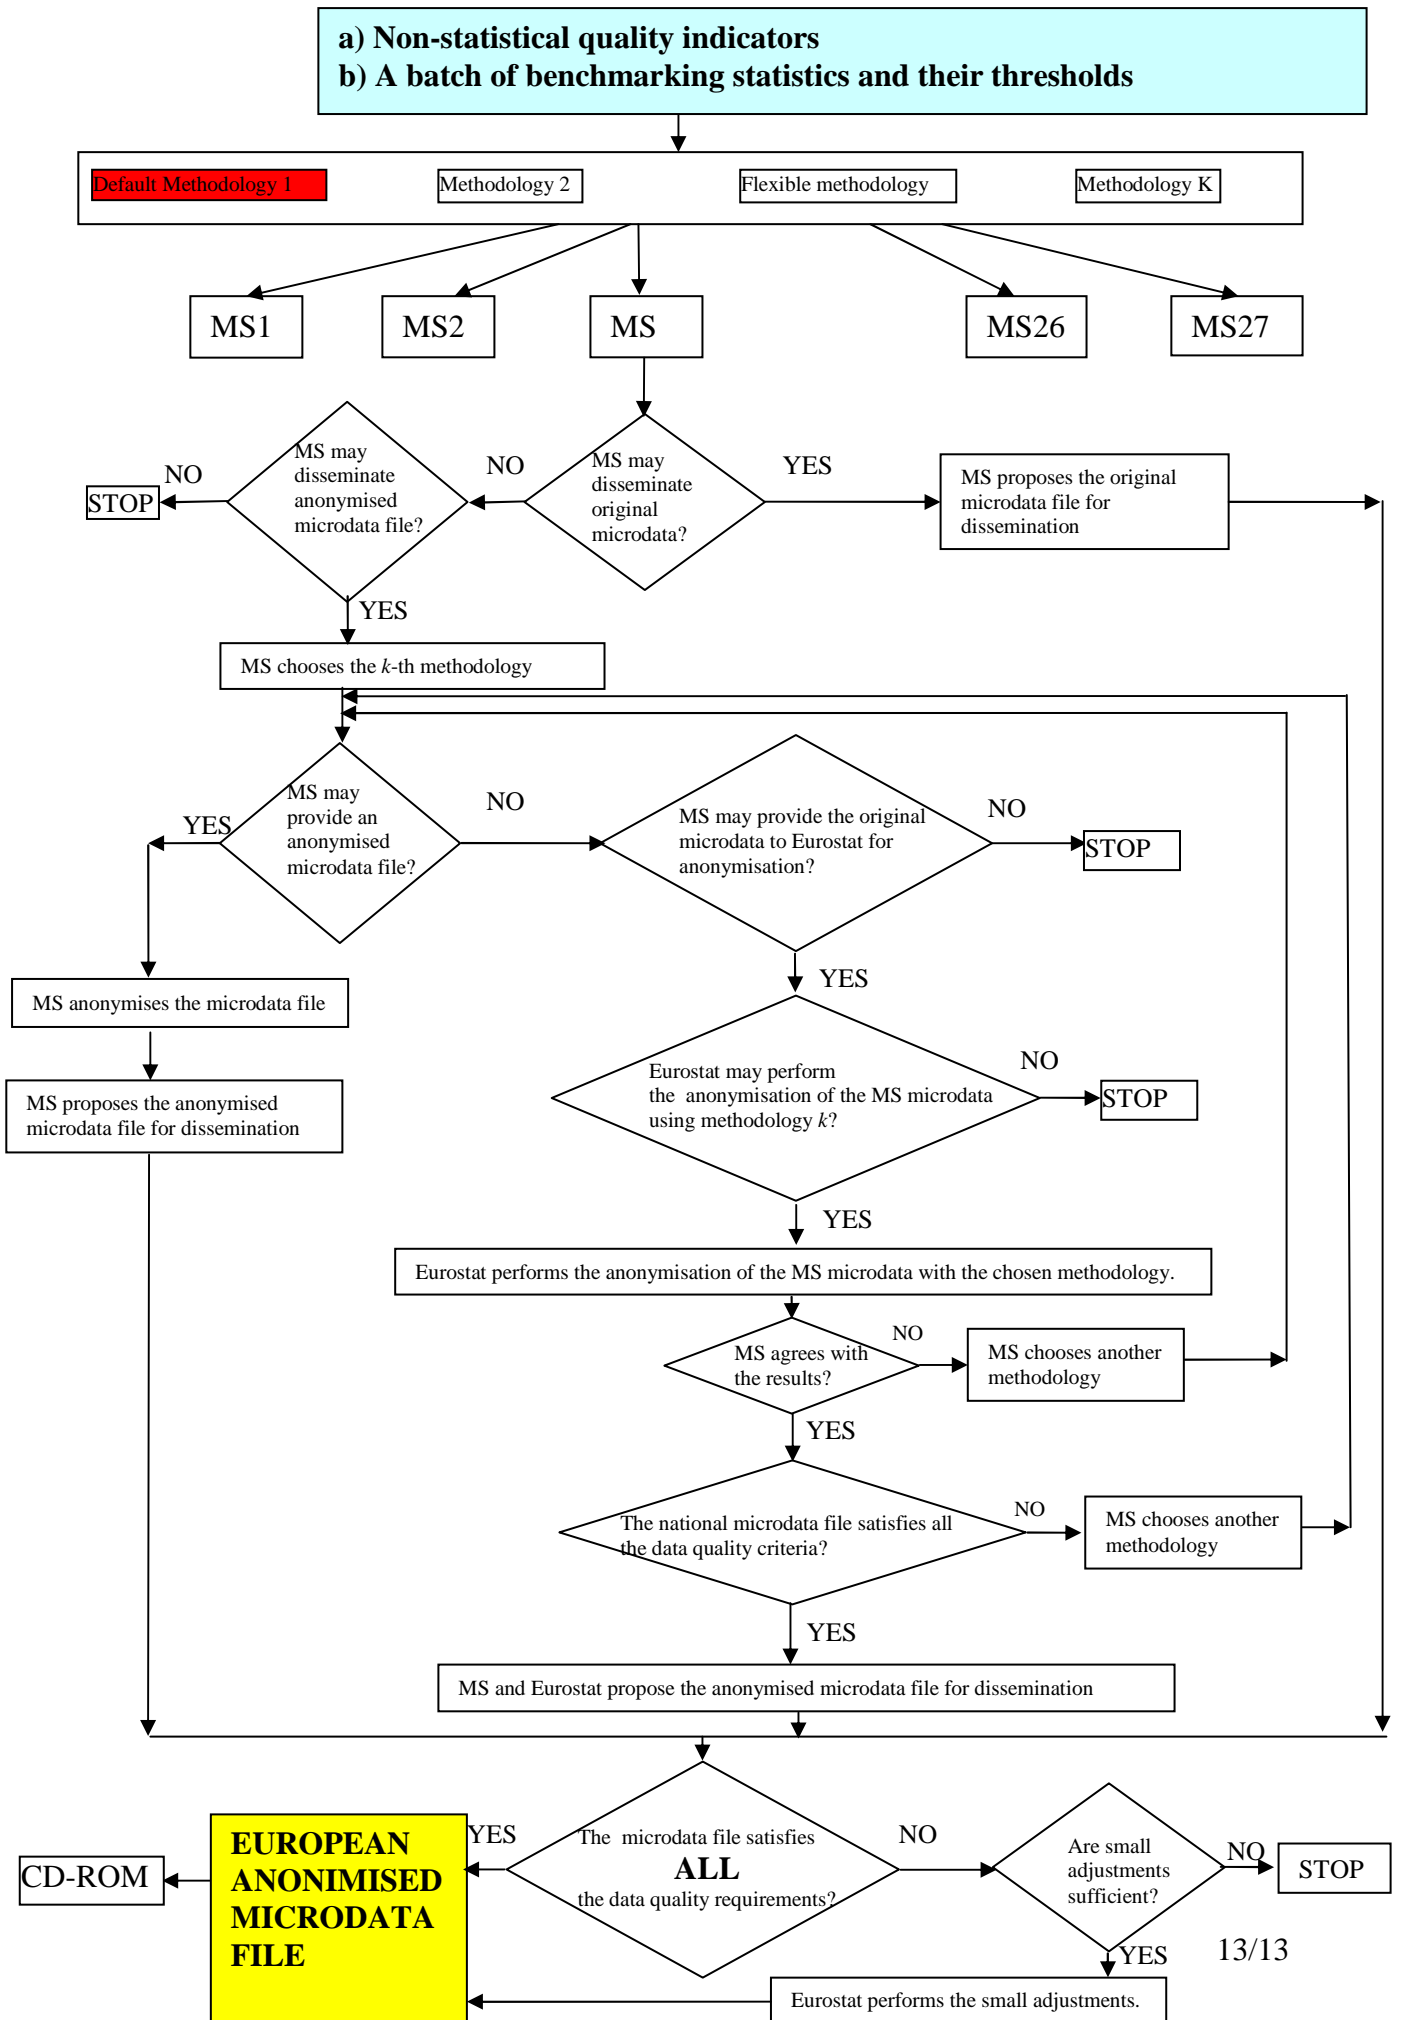 a) Non-statistical quality indicators
b) A batch of benchmarking statistics and their thresholds
Default Methodology 1
Methodology 2
Flexible methodology
Methodology K
MS1
MS2
MS
MS26
MS27
STOP
NO
MS may
disseminate
anonymised
microdata file?
NO
MS may
disseminate
original
microdata?
YES
MS proposes the original
microdata file for
dissemination
YES
MS chooses the k-th methodology
YES
MS may
provide an
anonymised
microdata file?
NO
MS may provide the original
microdata to Eurostat for
anonymisation?
NO
STOP
MS anonymises the microdata file
YES
MS proposes the anonymised
microdata file for dissemination
Eurostat may perform
the anonymisation of the MS microdata
using methodology k?
NO
STOP
YES
Eurostat performs the anonymisation of the MS microdata with the chosen methodology.
MS agrees with
the results?
NO
MS chooses another
methodology
YES
The national microdata file satisfies all
the data quality criteria?
NO
MS chooses another
methodology
YES
MS and Eurostat propose the anonymised microdata file for dissemination
CD-ROM
EUROPEAN
ANONIMISED
MICRODATA
FILE
YES
The microdata file satisfies
ALL
the data quality requirements?
NO
Are small
adjustments
sufficient?
NO
STOP
YES
13/13
Eurostat performs the small adjustments.